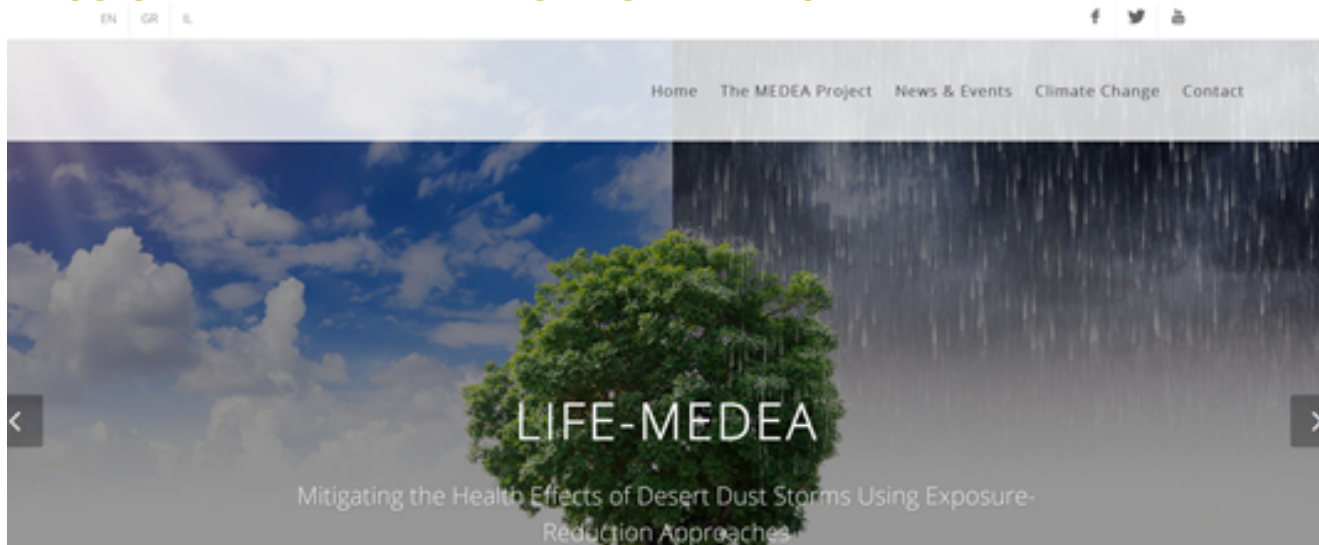 EN GR IL
Home The MEDEA Project News & Events Climate Change Contact
LIFE-MEDEA
Mitigating the Health Effects of Desert Dust Storms Using Exposure-
Reduction Approaches